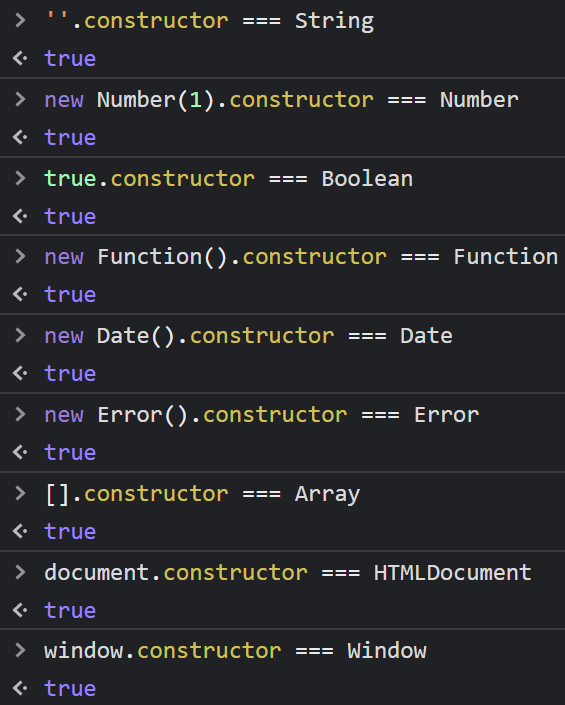 > ''.constructor === String
<· true
> new Number(1).constructor === Number
<· true
> true.constructor === Boolean
<· true
> new Function().constructor === Function
<· true
> new Date().constructor === Date
<· true
> new Error().constructor === Error
<· true
> [].constructor === Array
<· true
> document.constructor === HTMLDocument
<· true
> window.constructor === Window
<· true